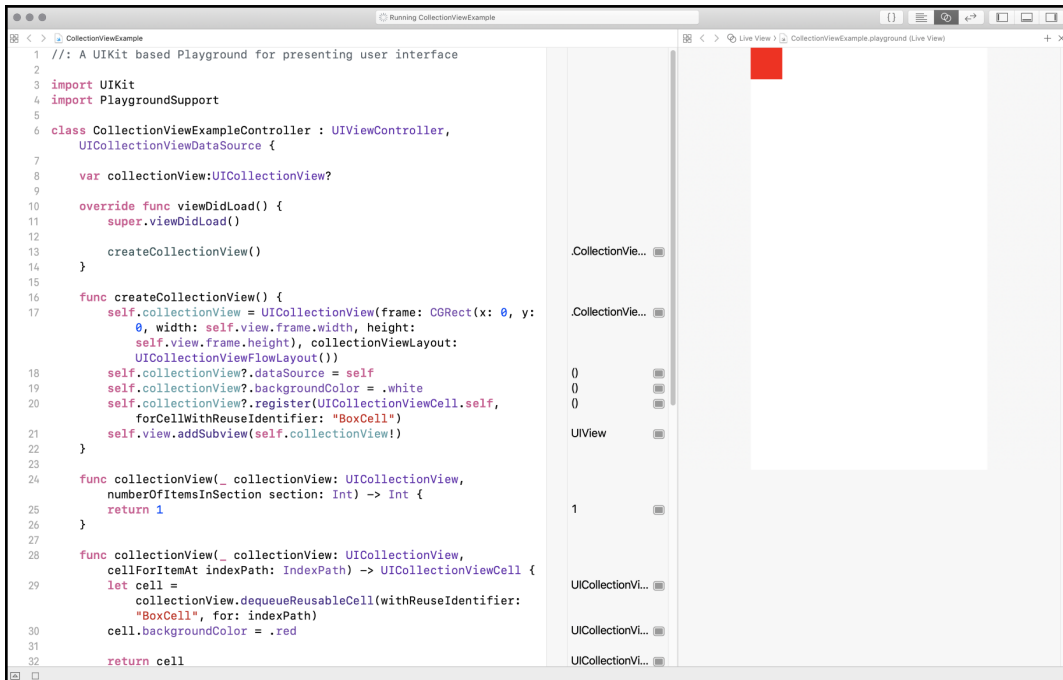 Running CollectionViewExample
CollectionViewExample
1 //: A UIKit based Playground for presenting user interface
2
3 import UIKit
4 import PlaygroundSupport
5
6 class CollectionViewExampleController : UIViewController,
UICollectionViewDataSource {
7
8 var collectionView:UICollectionView?
9
10 override func viewDidLoad() {
11 super.viewDidLoad()
12
13 createCollectionView()
14 }
15
16 func createCollectionView() {
17 self.collectionView = UICollectionView(frame: CGRect(x: 0, y:
0, width: self.view.frame.width, height:
self.view.frame.height), collectionViewLayout:
UICollectionViewFlowLayout())
18 self.collectionView?.dataSource = self
19 self.collectionView?.backgroundColor = .white
20 self.collectionView?.register(UICollectionViewCell.self,
forCellWithReuseIdentifier: "BoxCell")
21 self.view.addSubview(self.collectionView!)
22 }
23
24 func collectionView(_ collectionView: UICollectionView,
numberOfItemsInSection section: Int) -> Int {
25 return 1
26 }
27
28 func collectionView(_ collectionView: UICollectionView,
cellForItemAt indexPath: IndexPath) -> UICollectionViewCell {
29 let cell =
collectionView.dequeueReusableCell(withReuseIdentifier:
"BoxCell", for: indexPath)
30 cell.backgroundColor = .red
31
32 return cell
.CollectionVie...
.CollectionVie...
()
()
()
UIView
1
UICollectionVi...
UICollectionVi...
UICollectionVi...
Live View
CollectionViewExample.playground (Live View)